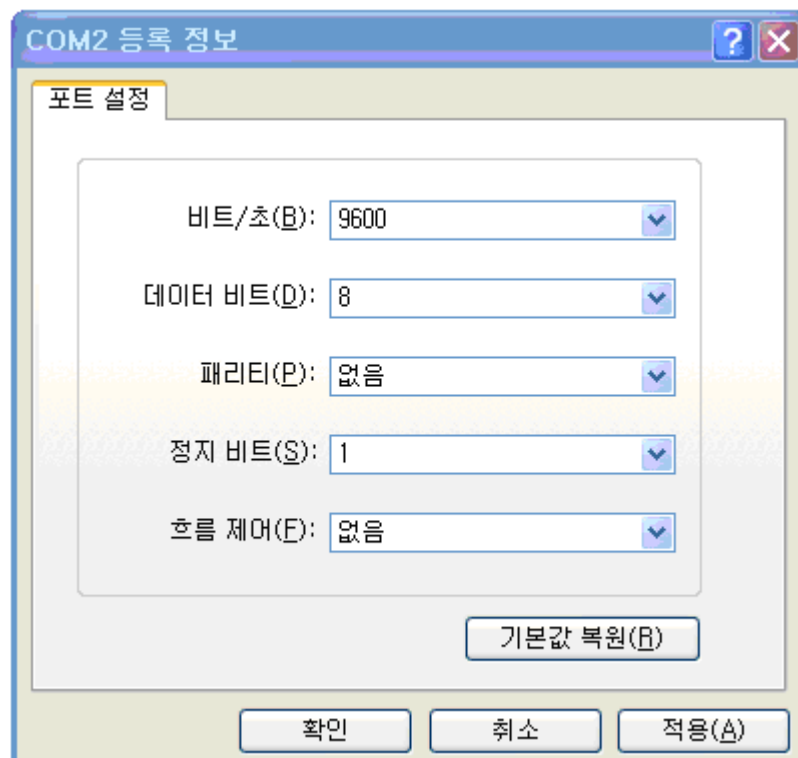 COM2 등록 정보
포트 설정
비트/초(B): 9600
데이터 비트(D): 8
패리티(P): 없음
정지 비트(S): 1
흐름 제어(F): 없음
기본값 복원(R)
확인 취소 적용(A)